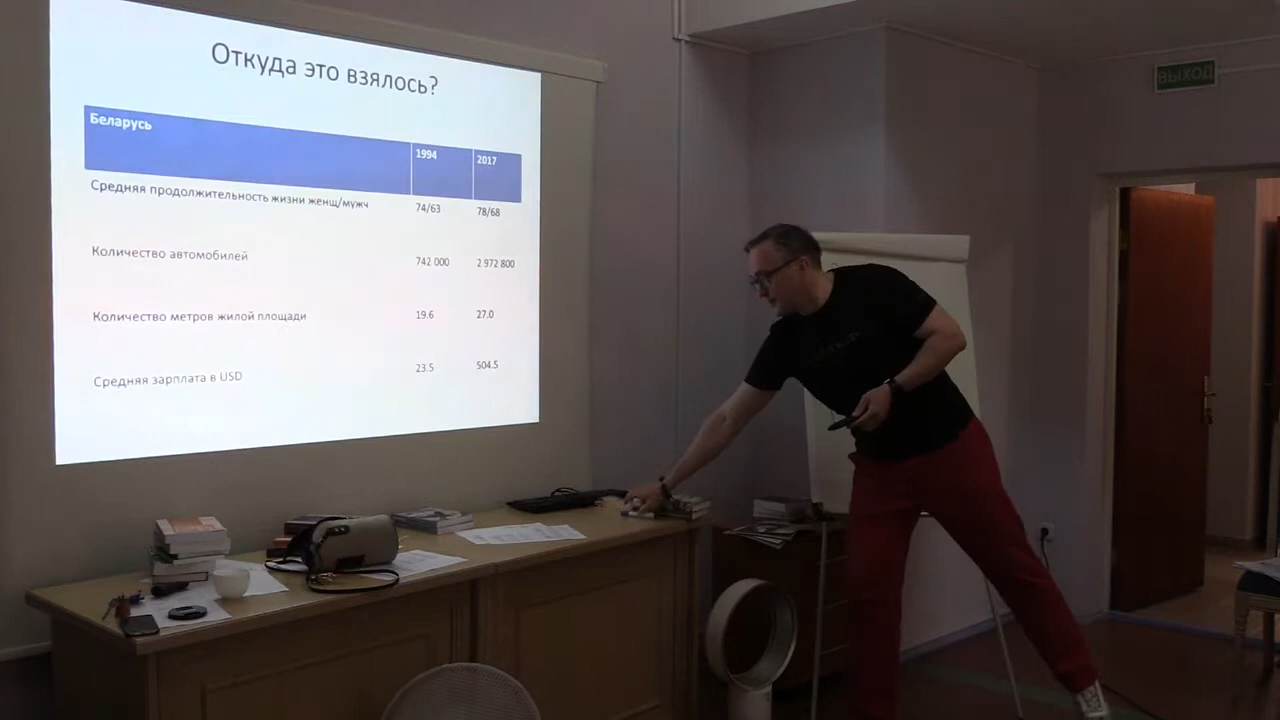 Откуда это взялось?
Беларусь 1994 2017
Средняя продолжительность жизни женщ/мужч 74/63 78/68
Количество автомобилей 742 000 2 972 800
Количество метров жилой площади 19.6 27.0
Средняя зарплата в USD 23.5 504.5
ВЫХОД